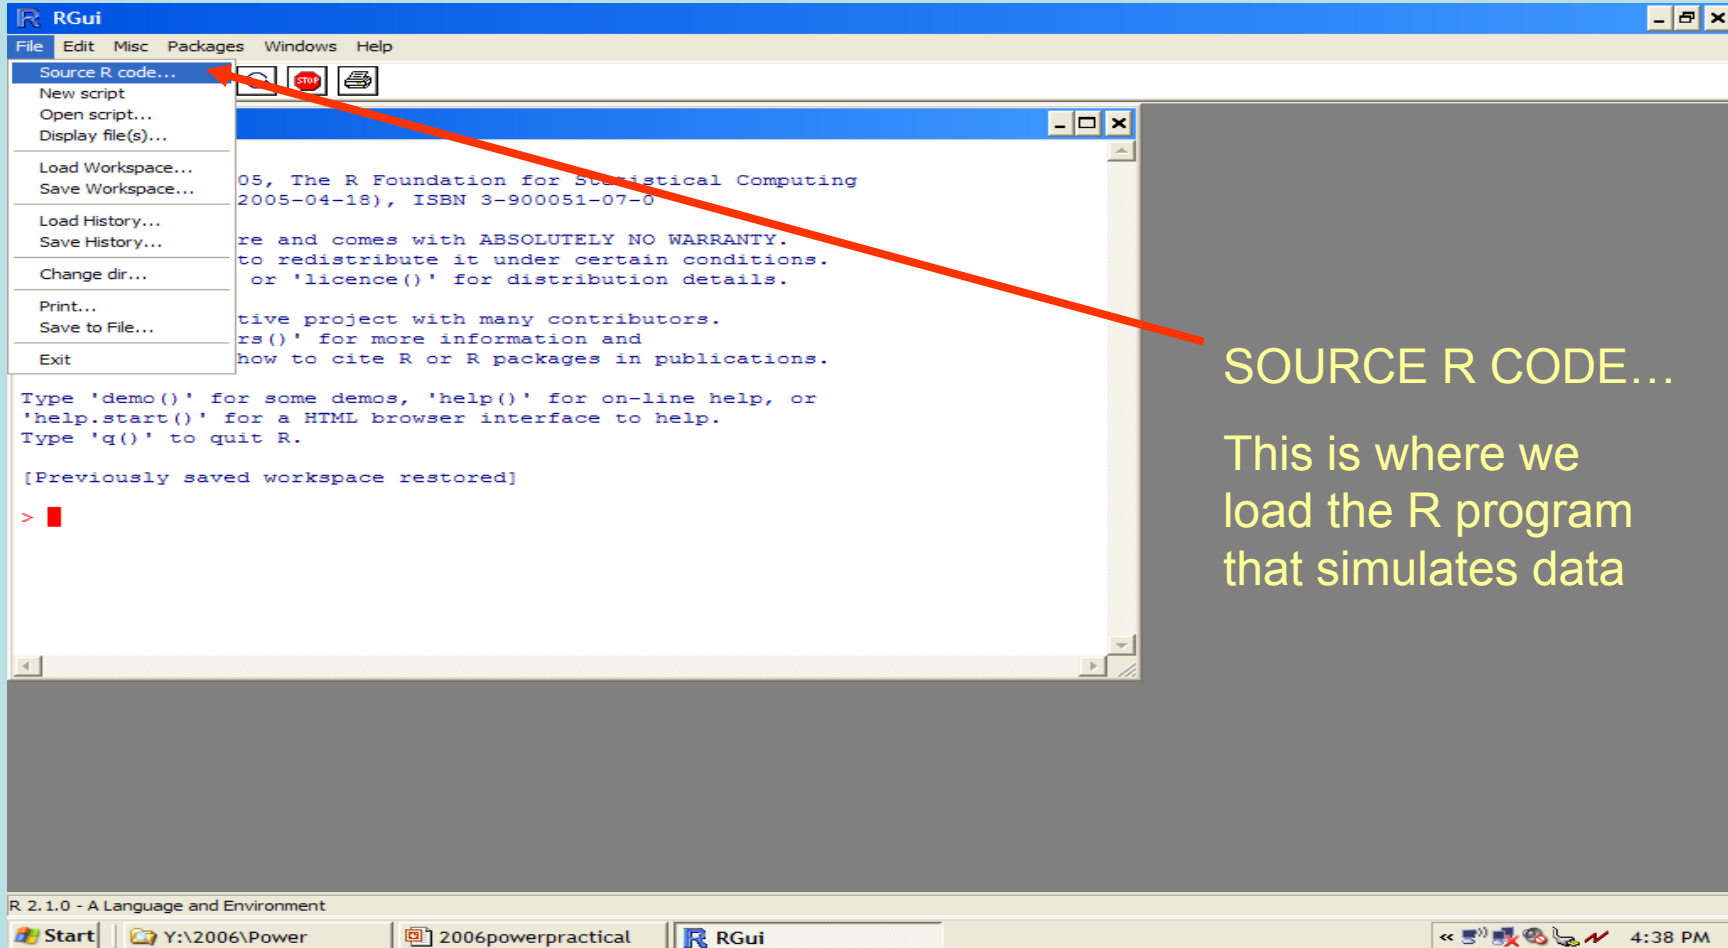 RGui
File Edit Misc Packages Windows Help
Source R code...
New script
Open script...
Display file(s)...
Load Workspace...
Save Workspace...
Load History...
Save History...
Change dir...
Print...
Save to File...
Exit
STOP
05, The R Foundation for Statistical Computing
2005-04-18), ISBN 3-900051-07-0
re and comes with ABSOLUTELY NO WARRANTY.
to redistribute it under certain conditions.
or 'licence()' for distribution details.
tive project with many contributors.
rs()' for more information and
how to cite R or R packages in publications.
Type 'demo()' for some demos, 'help()' for on-line help, or
'help.start()' for a HTML browser interface to help.
Type 'q()' to quit R.
[Previously saved workspace restored]
>
SOURCE R CODE…
This is where we
load the R program
that simulates data
R 2.1.0 - A Language and Environment
Start Y:\2006\Power 2006powerpractical RGui 4:38 PM